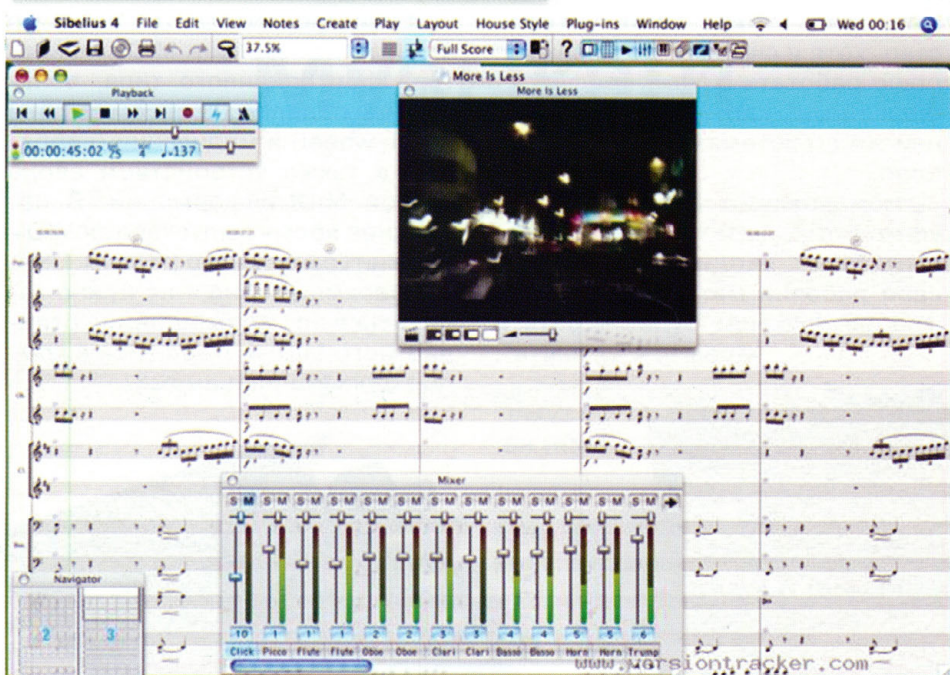 Sibelius 4 File Edit View Notes Create Play Layout House Style Plug-ins Window Help Wed 00:16
37.5% Full Score ?
More Is Less
Playback
More Is Less
00:00:45:02 25 4 ♩=137
Mixer
S M S M S M S M S M S M S M S M S M S M S M S M S M
Navigator
2 3
10 1 1 1 2 2 3 3 4 4 5 5 6
Click Picco Flute Flute Oboe Oboe Clari Clari Basso Basso Horn Horn Trump
www.versiontracker.com